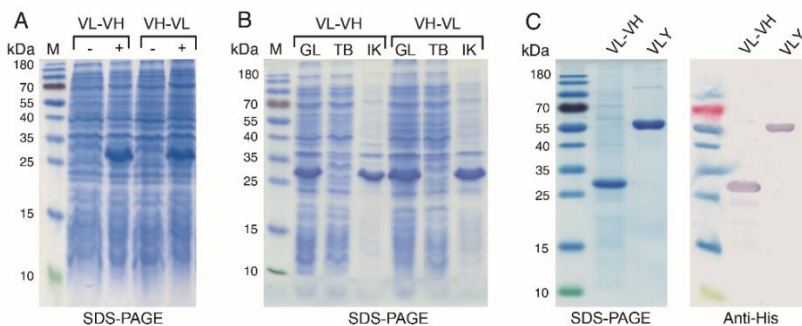 A
VL-VH VH-VL
kDa M - + - +
180
70
55
40
35
25
15
10
SDS-PAGE
B
VL-VH VH-VL
kDa M GL TB IK GL TB IK
180
70
55
40
35
25
15
10
SDS-PAGE
C
kDa M VL-VH VLY M VL-VH VLY
180
70
55
40
35
25
15
10
SDS-PAGE Anti-His